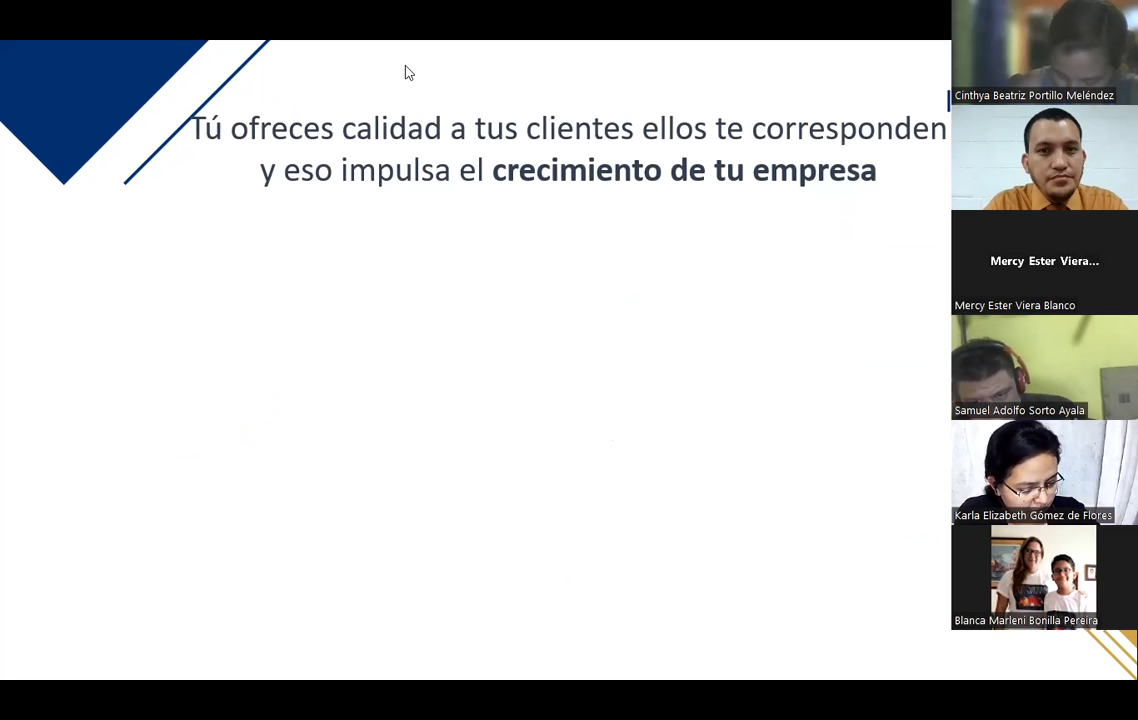 Tú ofreces calidad a tus clientes ellos te corresponden
y eso impulsa el crecimiento de tu empresa
Cinthya Beatriz Portillo Meléndez
Mercy Ester Viera...
Mercy Ester Viera Blanco
Samuel Adolfo Sorto Ayala
Karla Elizabeth Gómez de Flores
Blanca Marleni Bonilla Pereira